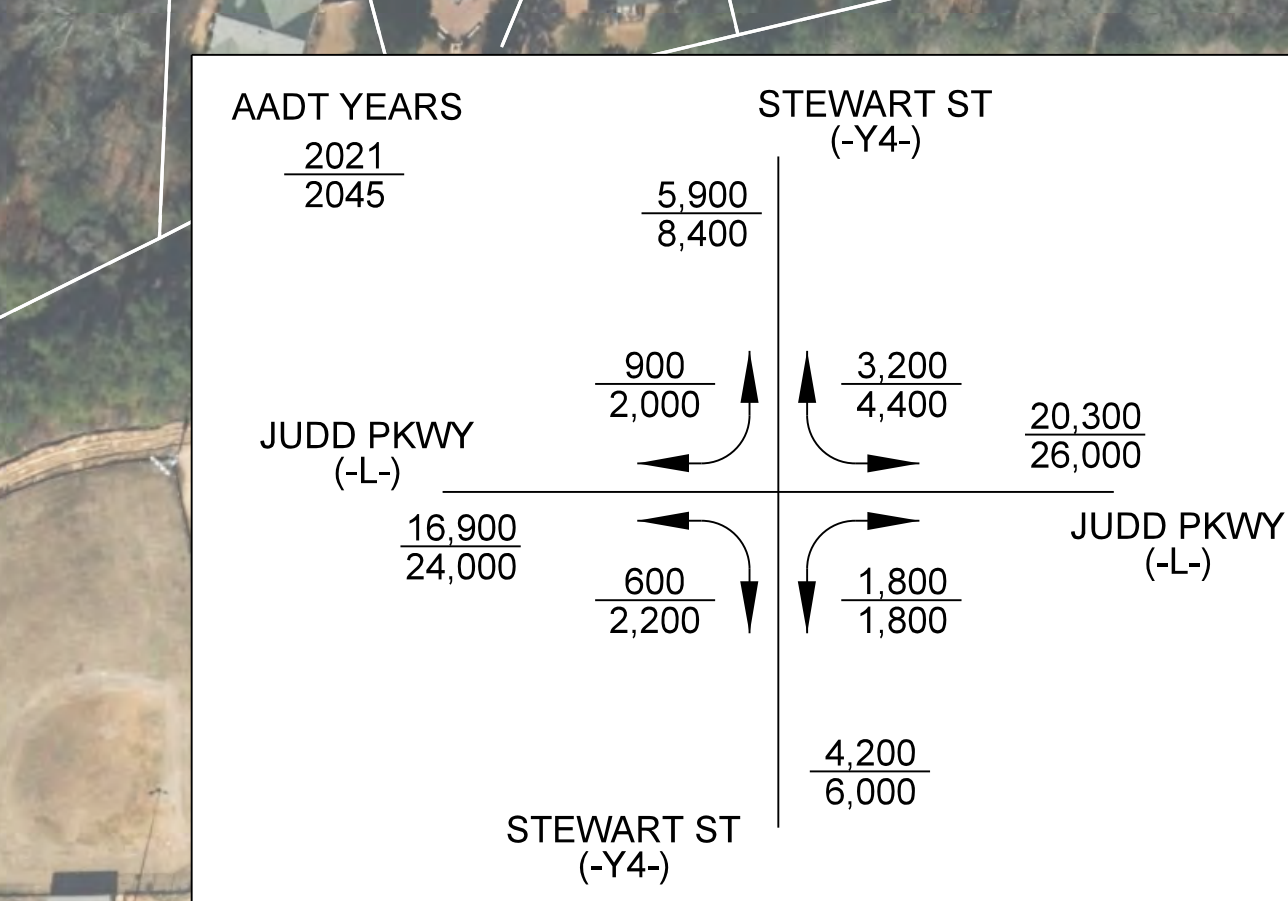 AADT YEARS
2021
2045
STEWART ST
(-Y4-)
5,900
8,400
900
2,000
3,200
4,400
20,300
26,000
JUDD PKWY
(-L-)
16,900
24,000
JUDD PKWY
(-L-)
600
2,200
1,800
1,800
4,200
6,000
STEWART ST
(-Y4-)